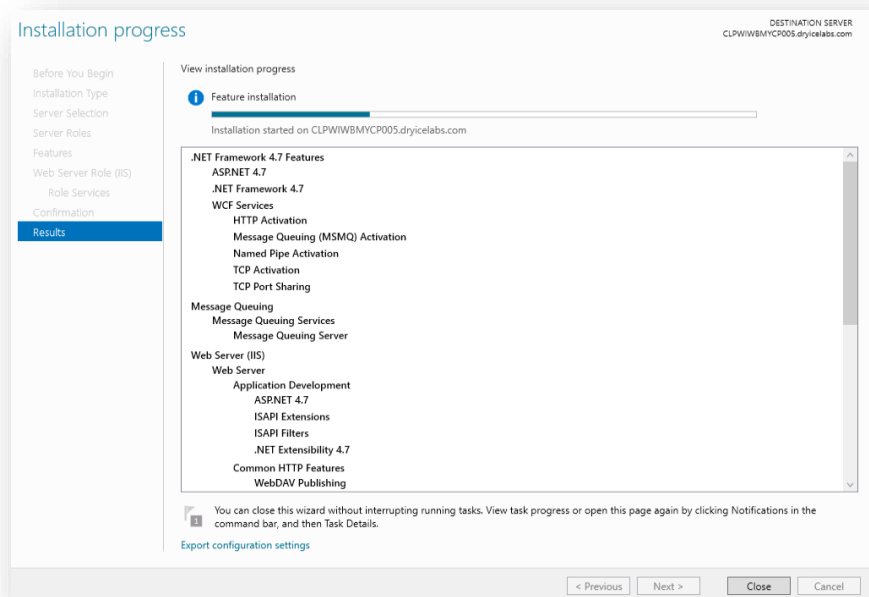 Installation progress
DESTINATION SERVER
CLPWIWBMYCP005.dryicelabs.com
Before You Begin
Installation Type
Server Selection
Server Roles
Features
Web Server Role (IIS)
Role Services
Confirmation
Results
View installation progress
Feature installation
Installation started on CLPWIWBMYCP005.dryicelabs.com
.NET Framework 4.7 Features
ASP.NET 4.7
.NET Framework 4.7
WCF Services
HTTP Activation
Message Queuing (MSMQ) Activation
Named Pipe Activation
TCP Activation
TCP Port Sharing
Message Queuing
Message Queuing Services
Message Queuing Server
Web Server (IIS)
Web Server
Application Development
ASP.NET 4.7
ISAPI Extensions
ISAPI Filters
.NET Extensibility 4.7
Common HTTP Features
WebDAV Publishing
1
You can close this wizard without interrupting running tasks. View task progress or open this page again by clicking Notifications in the
command bar, and then Task Details.
Export configuration settings
< Previous
Next >
Close
Cancel